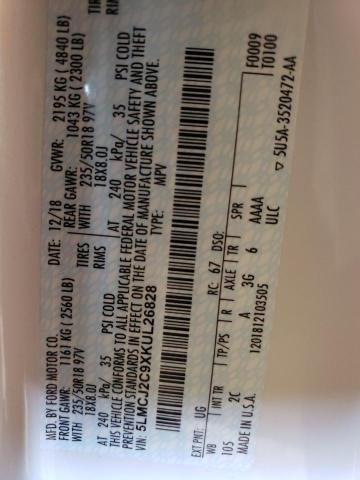 MFD. BY FORD MOTOR CO.
DATE: 12/18 GVWR: 2195 KG ( 4840 LB)
FRONT GAWR: 1161 KG ( 2560 LB) REAR GAWR: 1043 KG ( 2300 LB)
WITH 235/50R18 97V TIRES WITH 235/50R18 97V TIRES
18X8.0J RIMS 18X8.0J RIMS
AT 240 kPa/ 35 PSI COLD AT 240 kPa/ 35 PSI COLD
THIS VEHICLE CONFORMS TO ALL APPLICABLE FEDERAL MOTOR VEHICLE SAFETY AND THEFT
PREVENTION STANDARDS IN EFFECT ON THE DATE OF MANUFACTURE SHOWN ABOVE.
VIN: 5LMCJ2C9XKUL26828 TYPE: MPV
F0009
T0100
EXT PNT: UG RC: 67 DSO:
WB INT TR TP/PS R AXLE TR SPR
105 2C A 3G 6 AAAA
MADE IN U.S.A. 1201812103505 ULC
▽ 5U5A-3520472-AA